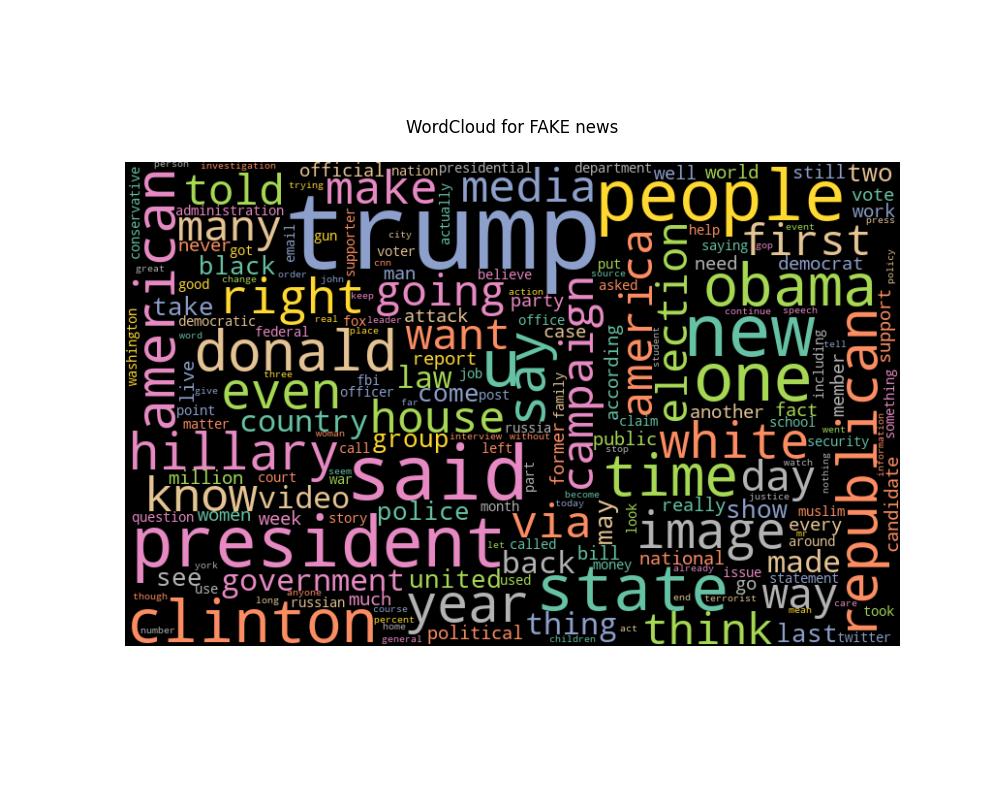 WordCloud for FAKE news
person investigation official nation presidential department well world still two
conservative american told trying make actually media people vote work press
administration many email trump gun city supporter voter cnn help saying first event gop
never got black man believe put source asked america election need democrat policy
great change order john keep action party obama
good take right going campaign continue speech republican support
washington democratic federal real fox leader place attack office case new
word donald want say u according student including tell
live three report law job family one member something
give even fbi officer come post far claim another fact school
point matter country house russia former public white security went information
hillary woman group interview without left stop
call seem war said part time day watch nothing candidate
million court know video become today justice
question women week story police month via may look really show muslim
president let called image every mr around
york see use government united used back bill money national already issue go statement made
though long anyone russian much year state end terrorist way mean care took
clinton course percent home number general political thing children act think last twitter